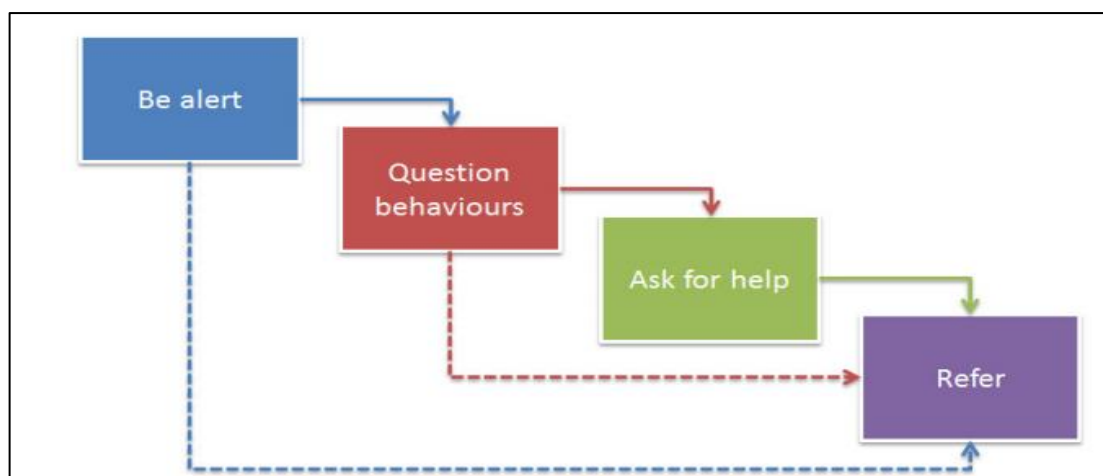 Be alert
Question
behaviours
Ask for help
Refer